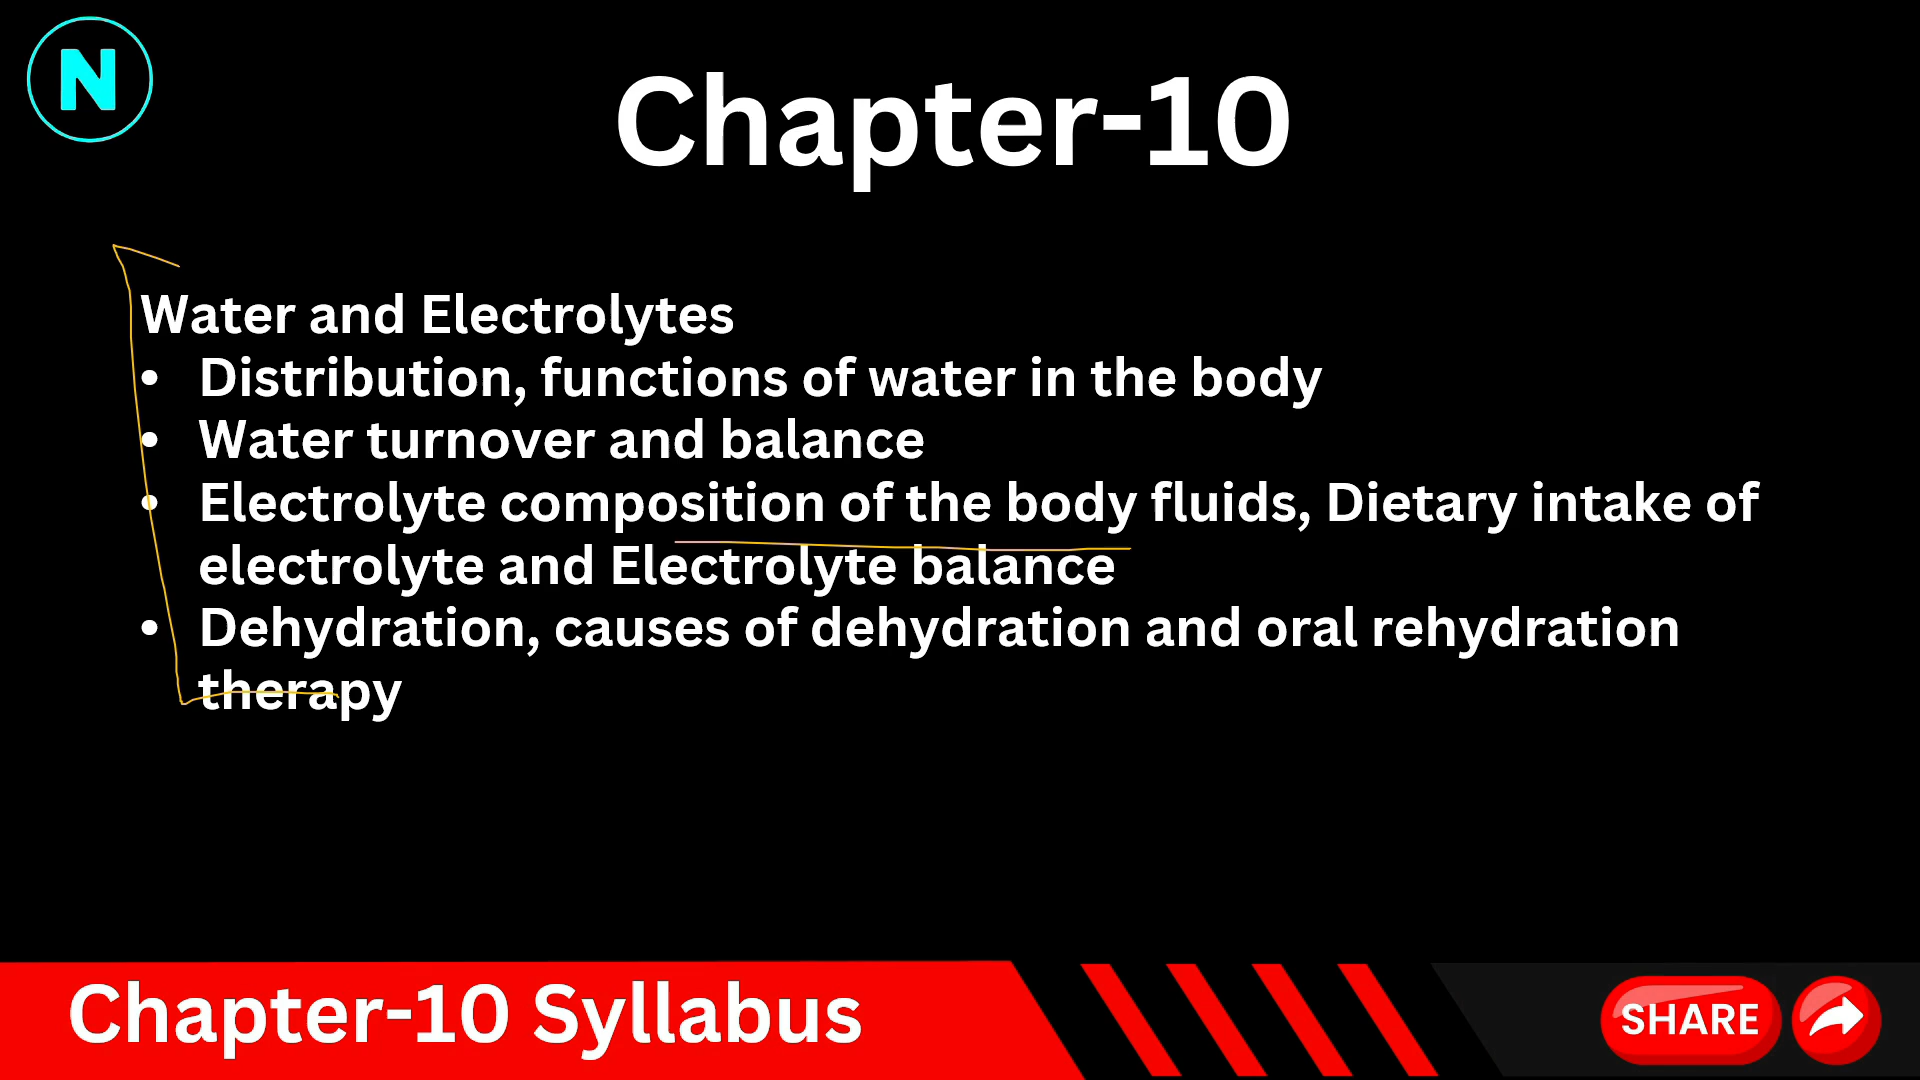 N
Chapter-10
Water and Electrolytes
• Distribution, functions of water in the body
• Water turnover and balance
• Electrolyte composition of the body fluids, Dietary intake of
electrolyte and Electrolyte balance
• Dehydration, causes of dehydration and oral rehydration
therapy
Chapter-10 Syllabus
SHARE